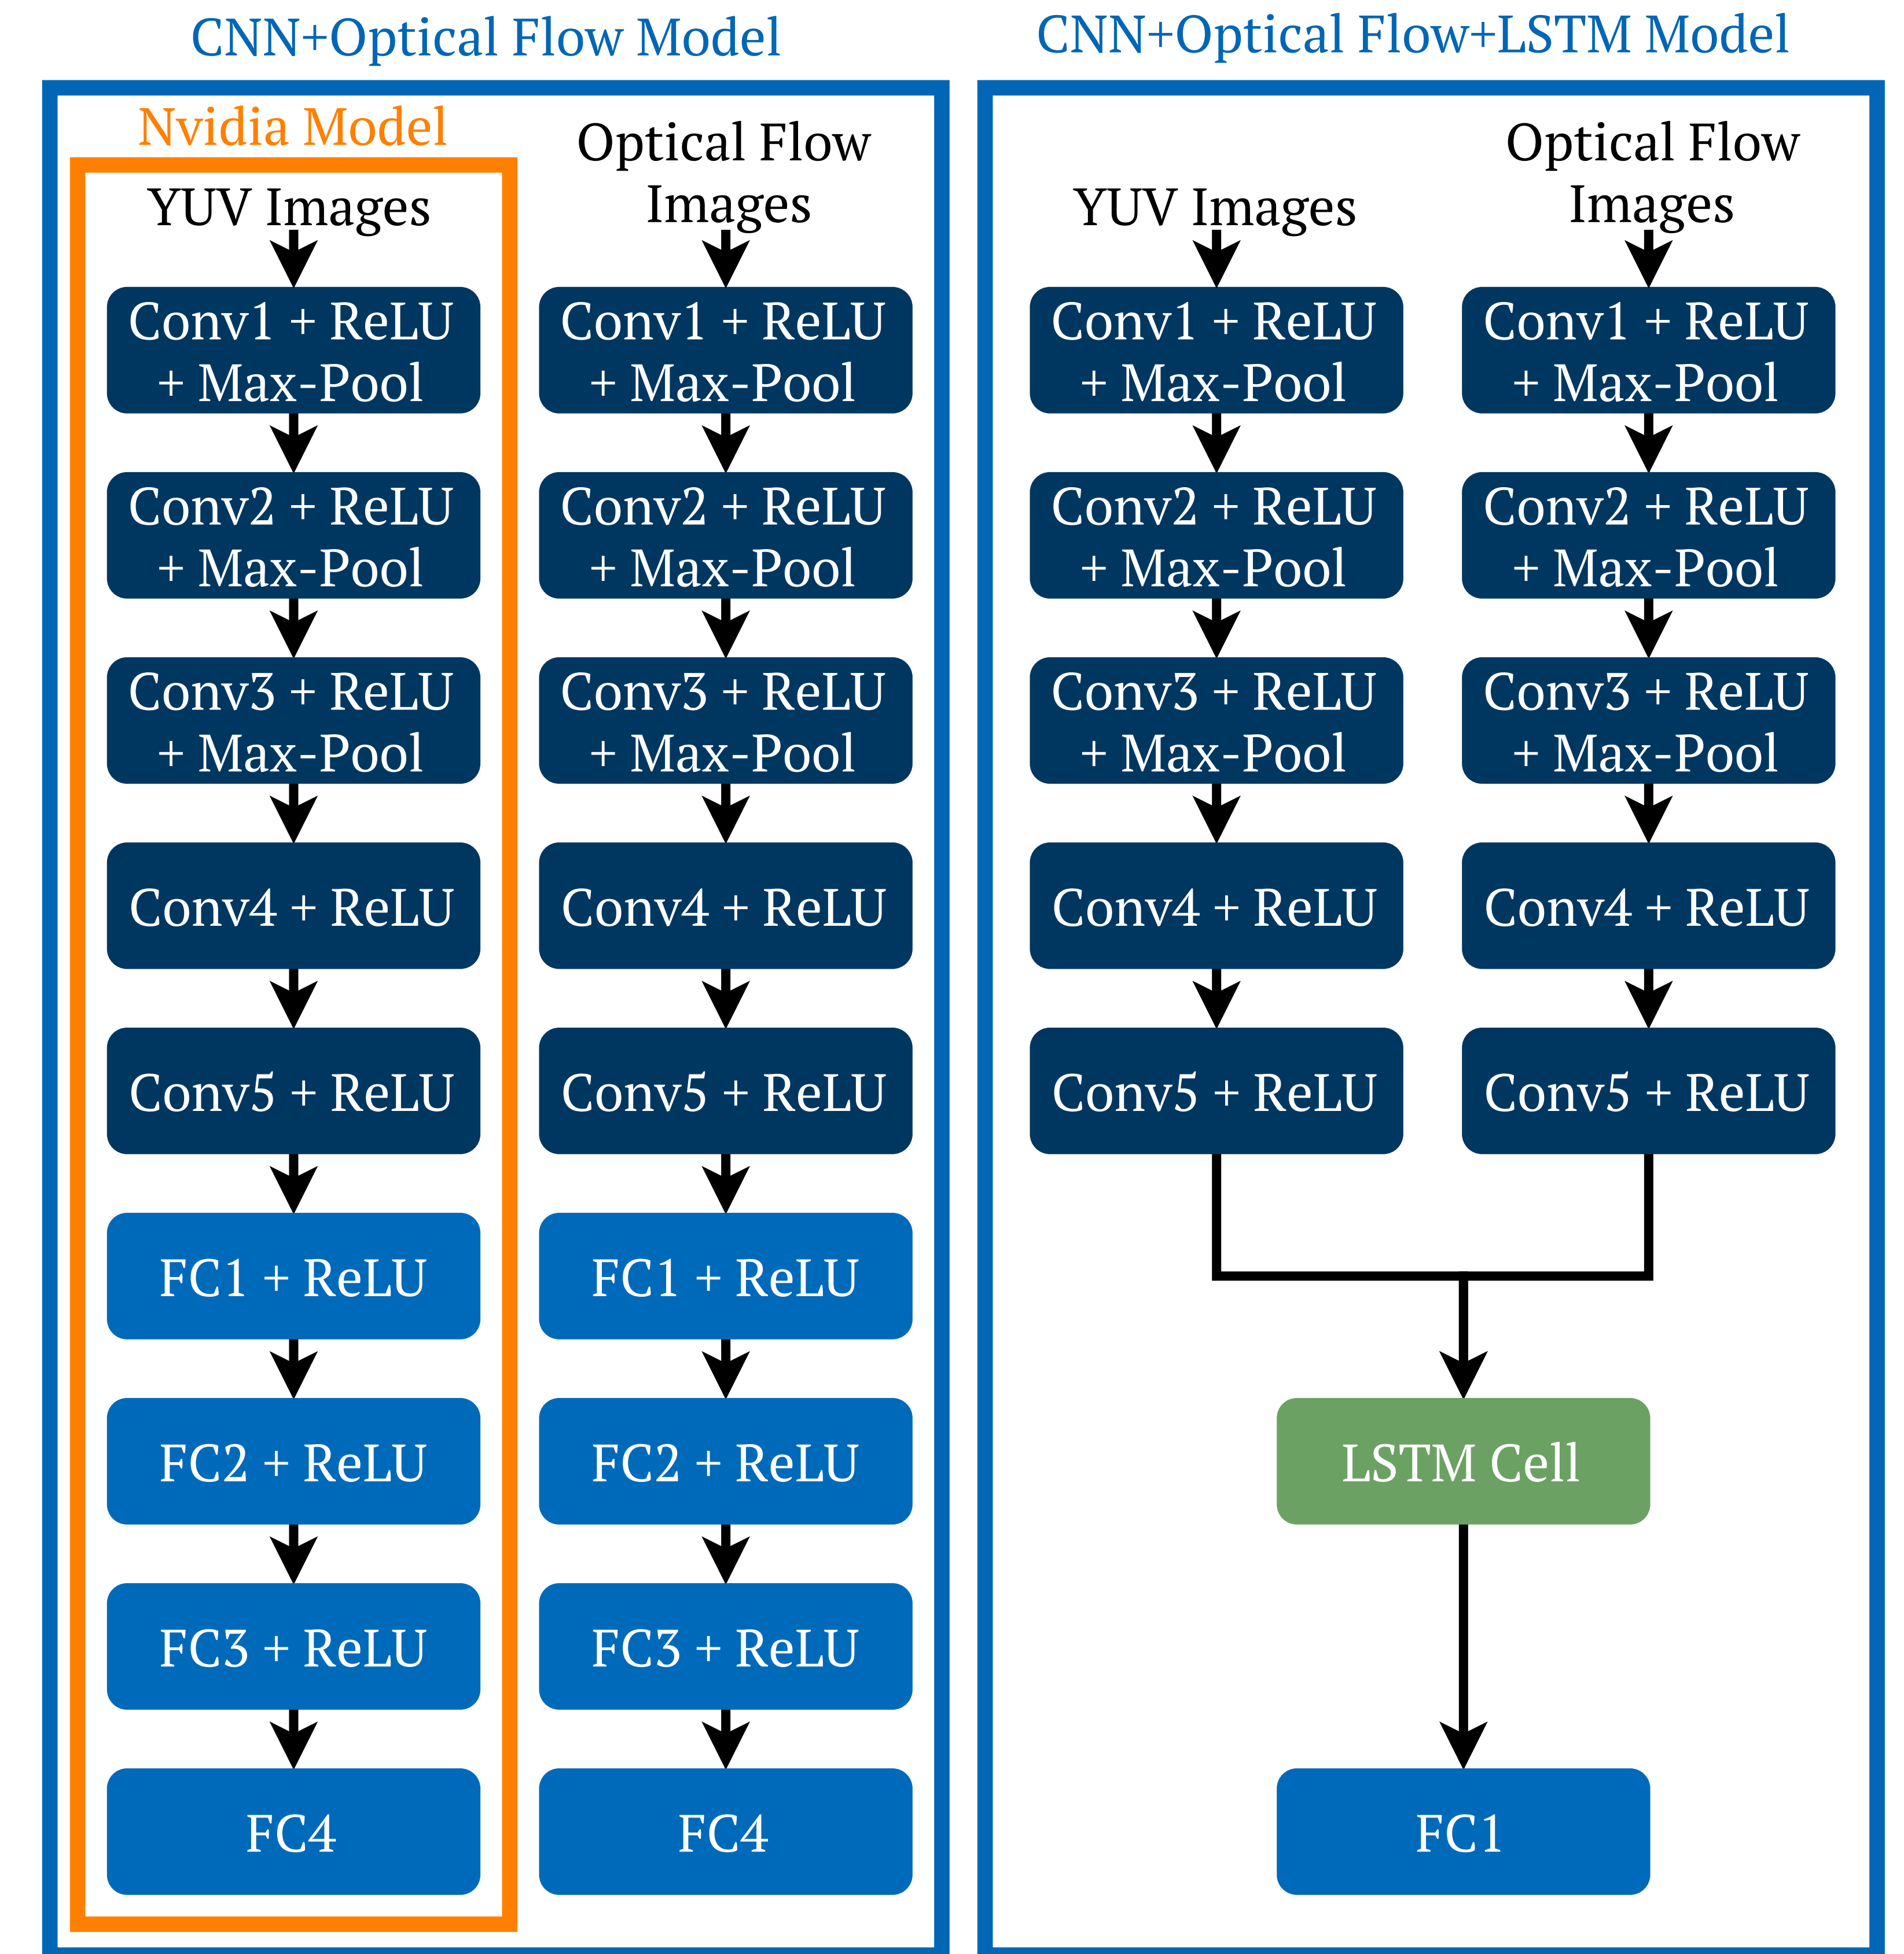 CNN+Optical Flow Model
Nvidia Model
YUV Images
Conv1 + ReLU
+ Max-Pool
Conv2 + ReLU
+ Max-Pool
Conv3 + ReLU
+ Max-Pool
Conv4 + ReLU
Conv5 + ReLU
FC1 + ReLU
FC2 + ReLU
FC3 + ReLU
FC4
Optical Flow
Images
Conv1 + ReLU
+ Max-Pool
Conv2 + ReLU
+ Max-Pool
Conv3 + ReLU
+ Max-Pool
Conv4 + ReLU
Conv5 + ReLU
FC1 + ReLU
FC2 + ReLU
FC3 + ReLU
FC4
CNN+Optical Flow+LSTM Model
YUV Images
Conv1 + ReLU
+ Max-Pool
Conv2 + ReLU
+ Max-Pool
Conv3 + ReLU
+ Max-Pool
Conv4 + ReLU
Conv5 + ReLU
Optical Flow
Images
Conv1 + ReLU
+ Max-Pool
Conv2 + ReLU
+ Max-Pool
Conv3 + ReLU
+ Max-Pool
Conv4 + ReLU
Conv5 + ReLU
LSTM Cell
FC1